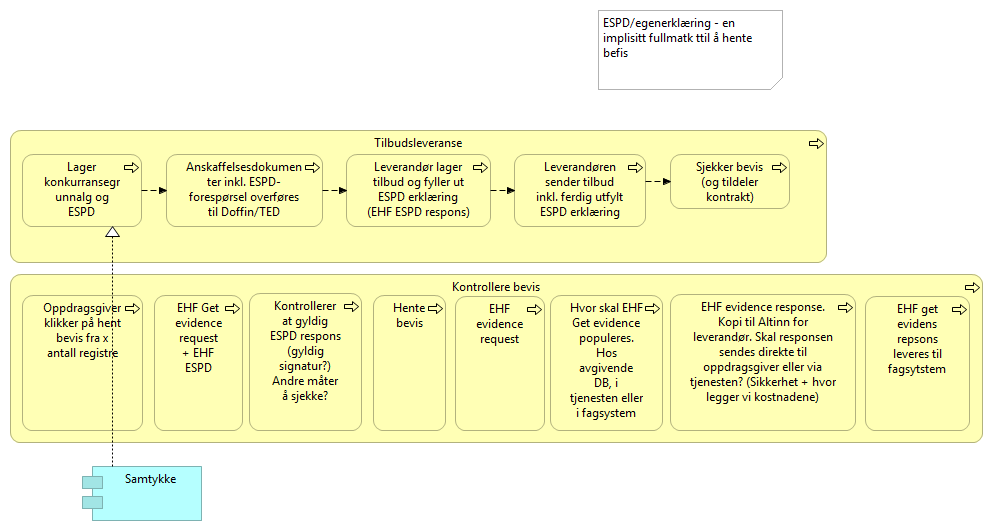 ESPD/egenerklæring - en
implisitt fullmatk ttil å hente
befis
Tilbudsleveranse
Lager
konkurransegr
unnalg og
ESPD
Anskaffelsesdokumen
ter inkl. ESPD-
forespørsel overføres
til Doffin/TED
Leverandør lager
tilbud og fyller ut
ESPD erklæring
(EHF ESPD respons)
Leverandøren
sender tilbud
inkl. ferdig utfylt
ESPD erklæring
Sjekker bevis
(og tildeler
kontrakt)
Kontrollere bevis
Oppdragsgiver
klikker på hent
bevis fra x
antall registre
EHF Get
evidence
request
+ EHF
ESPD
Kontrollerer
at gyldig
ESPD respons
(gyldig
signatur?)
Andre måter
å sjekke?
Hente
bevis
EHF
evidence
request
Hvor skal EHF
Get evidence
populeres.
Hos
avgivende
DB, i
tjenesten eller
i fagsystem
EHF evidence response.
Kopi til Altinn for
leverandør. Skal responsen
sendes direkte til
oppdragsgiver eller via
tjenesten? (Sikkerhet + hvor
legger vi kostnadene)
EHF get
evidens
repsons
leveres til
fagsytstem
Samtykke